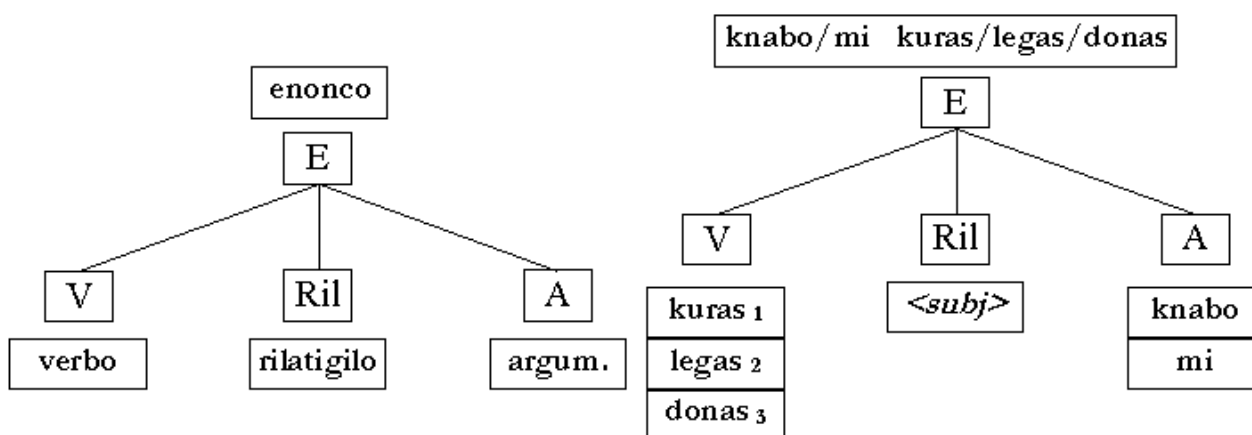 enonco
E
V Ril A
verbo rilatigilo argum.
knabo/mi kuras/legas/donas
E
V Ril A
kuras 1 <subj> knabo
legas 2 mi
donas 3